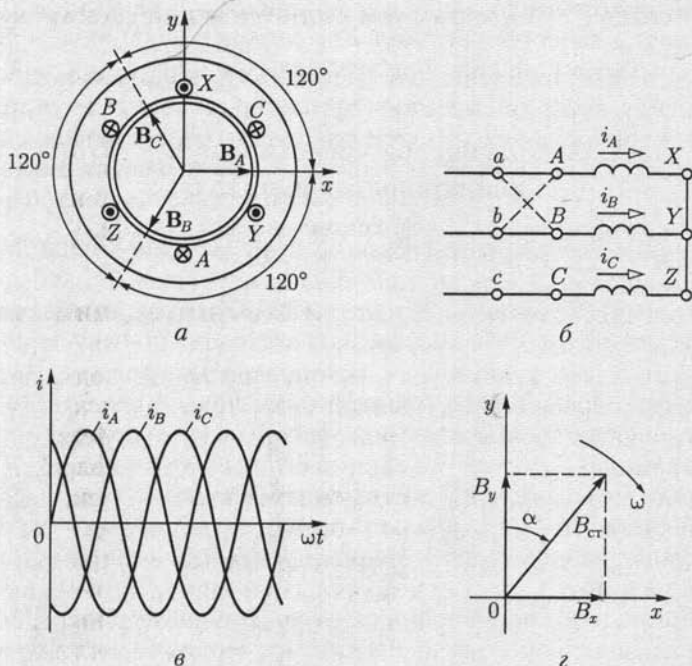 y
120°
120°
120°
X
B
C
B_C
B_A
x
B_B
Z
Y
A
а
a
A
i_A
X
b
B
i_B
Y
c
C
i_C
Z
б
i
i_A
i_B
i_C
0
ωt
в
y
B_y
α
B_ст
ω
0
B_x
x
г